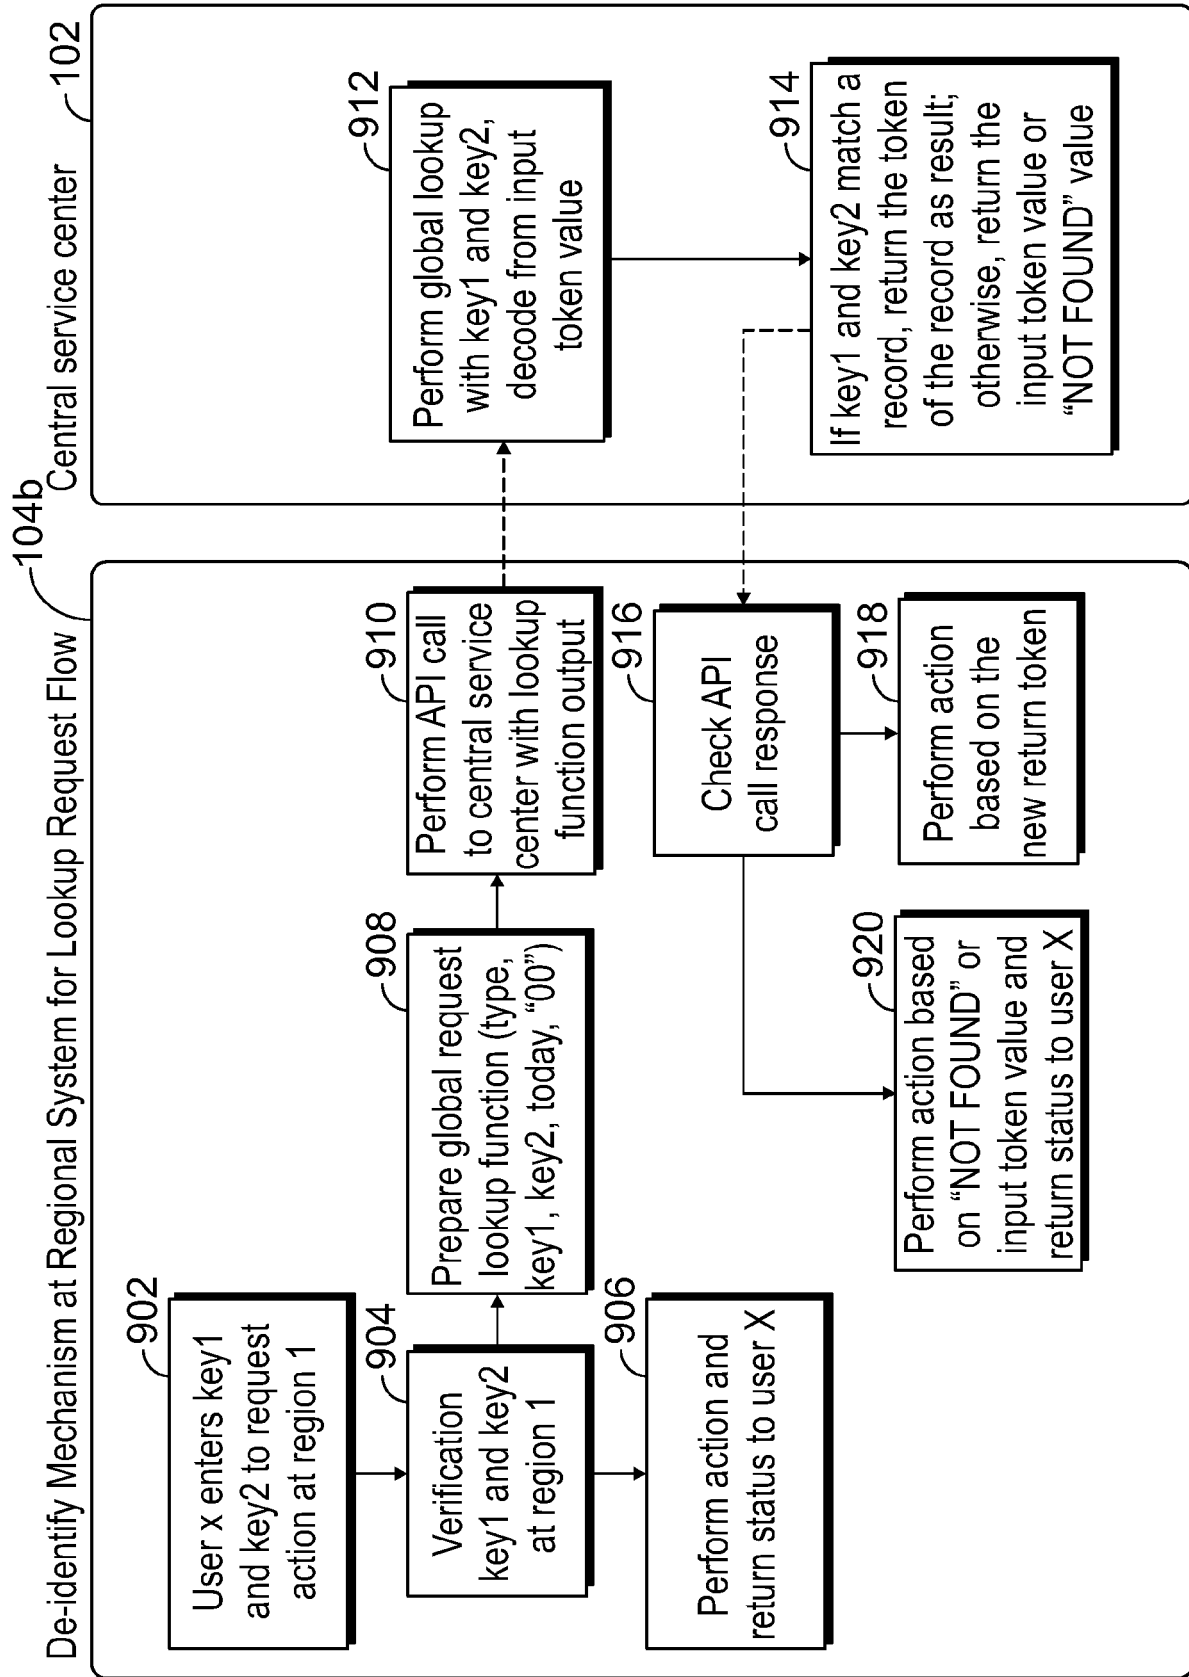 De-identify Mechanism at Regional System for Lookup Request Flow
104b
Central service center
102
902
User x enters key1
and key2 to request
action at region 1
904
Verification
key1 and key2
at region 1
906
Perform action and
return status to user X
908
Prepare global request
lookup function (type,
key1, key2, today, “00”)
910
Perform API call
to central service
center with lookup
function output
912
Perform global lookup
with key1 and key2,
decode from input
token value
914
If key1 and key2 match a
record, return the token
of the record as result;
otherwise, return the
input token value or
“NOT FOUND” value
916
Check API
call response
918
Perform action
based on the
new return token
920
Perform action based
on “NOT FOUND” or
input token value and
return status to user X